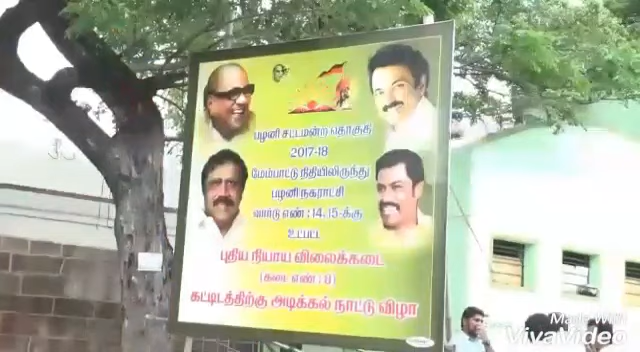 பழனி சட்டமன்ற தொகுதி
2017-18
மேம்பாட்டு நிதியிலிருந்து
பழனி நகராட்சி
வார்டு எண் : 14, 15-க்கு
உட்பட்ட
புதிய நியாய விலைக்கடை
(கடை எண் : 8)
கட்டிடத்திற்கு அடிக்கல் நாட்டு விழா
Made With
VivaVideo